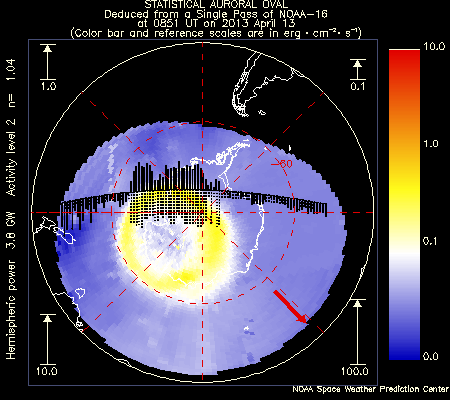 STATISTICAL AURORAL OVAL
Deduced from a Single Pass of NOAA-16
at 0851 UT on 2013 April 13
(Color bar and reference scales are in erg · cm⁻² · s⁻¹)
Hemispheric power 3.8 GW Activity level 2 n= 1.04
1.0
0.1
10.0
100.0
-60
10.0
1.0
0.1
0.0
NOAA Space Weather Prediction Center